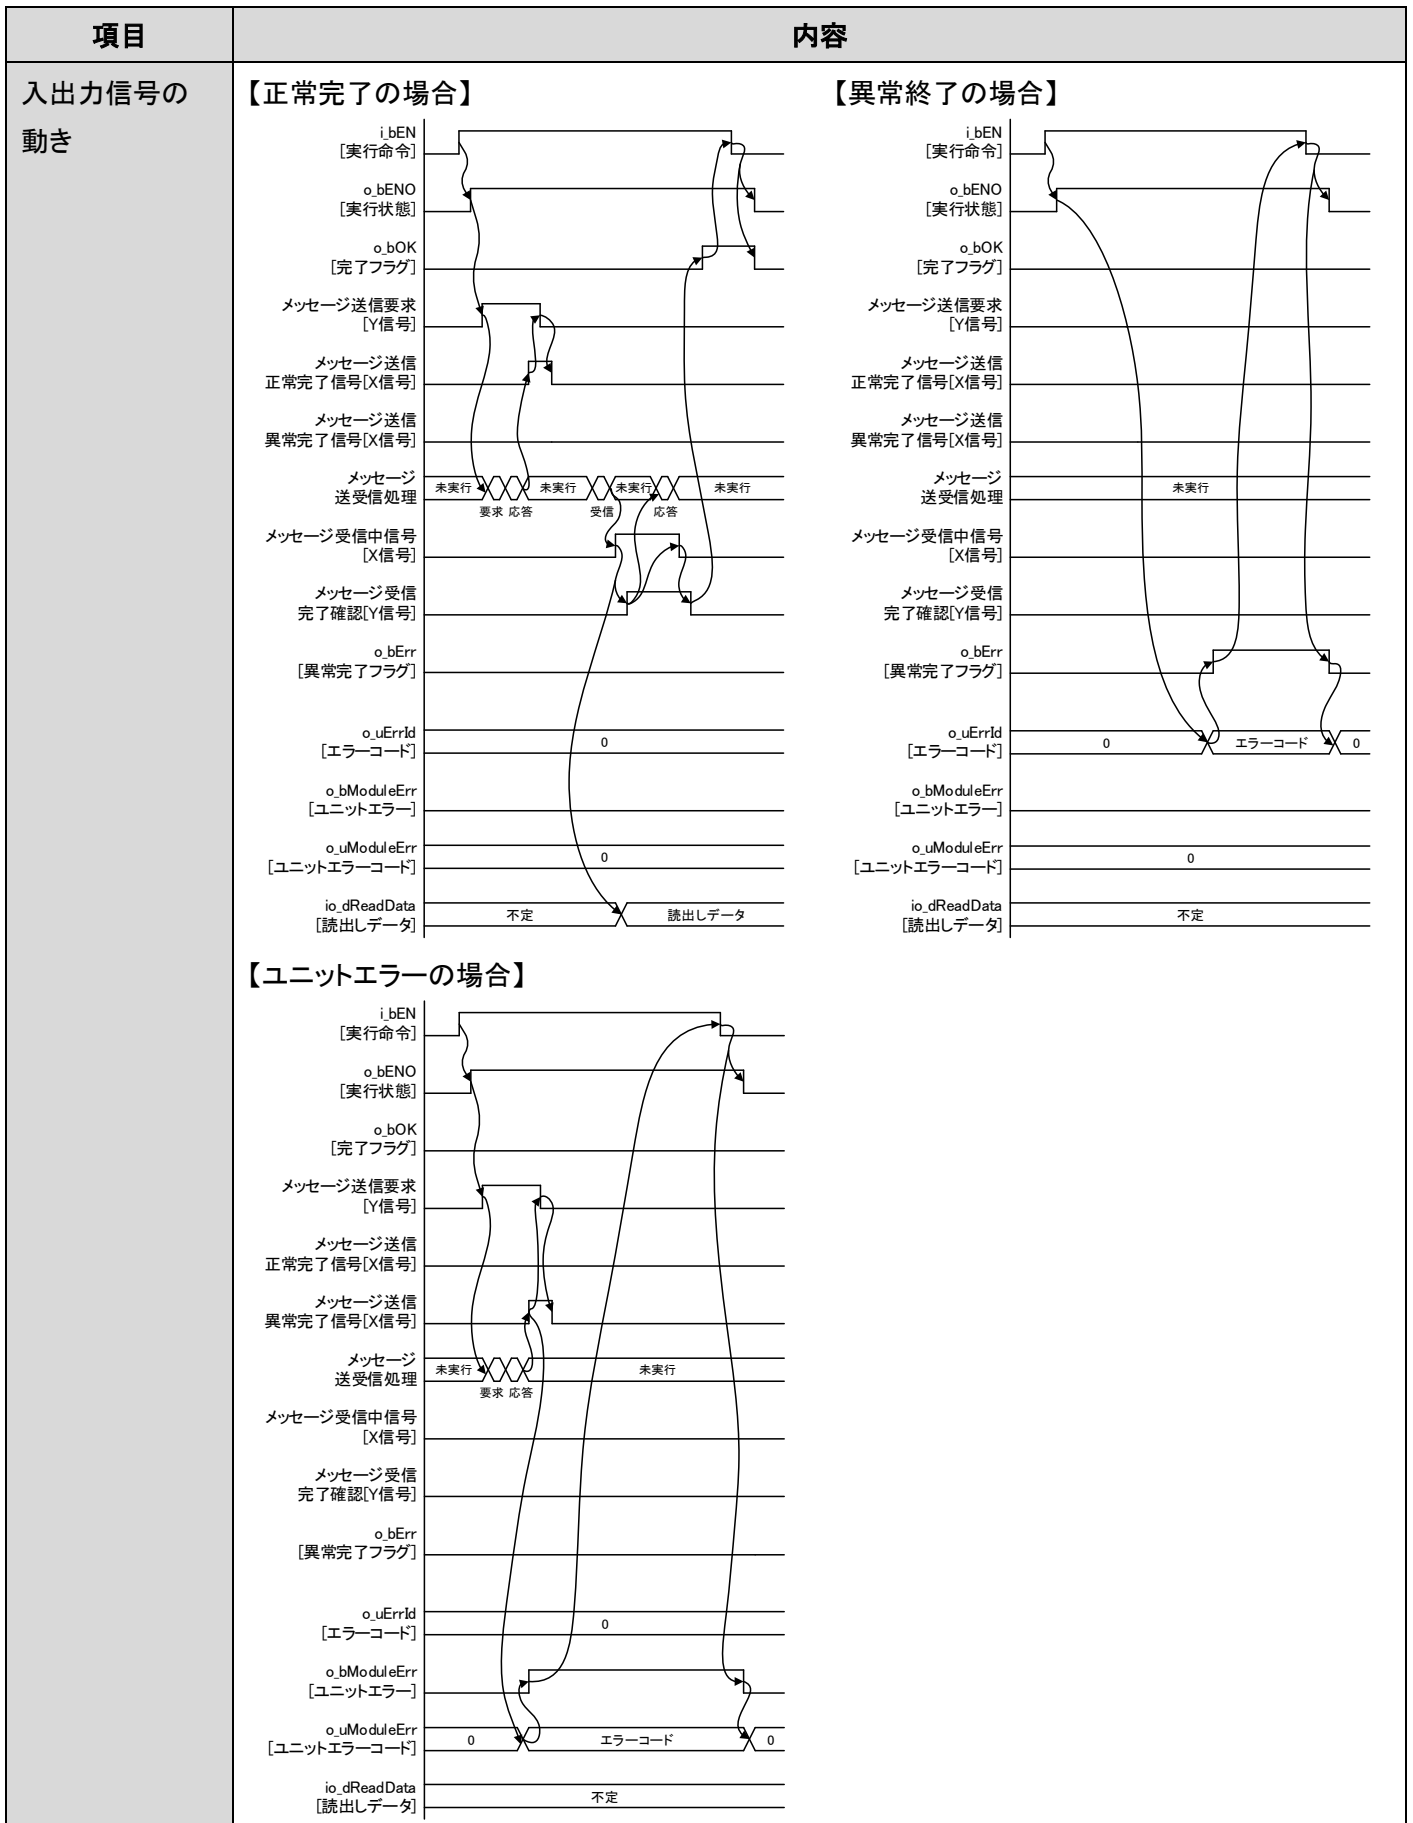 項目
内容
入出力信号の
動き
【正常完了の場合】
i_bEN
[実行命令]
o_bENO
[実行状態]
o_bOK
[完了フラグ]
メッセージ送信要求
[Y信号]
メッセージ送信
正常完了信号[X信号]
メッセージ送信
異常完了信号[X信号]
メッセージ
送受信処理
未実行 未実行 未実行 未実行
要求 応答 受信 応答
メッセージ受信中信号
[X信号]
メッセージ受信
完了確認[Y信号]
o_bErr
[異常完了フラグ]
o_uErrId
[エラーコード]
0
o_bModuleErr
[ユニットエラー]
o_uModuleErr
[ユニットエラーコード]
0
io_dReadData
[読出しデータ]
不定 読出しデータ
【異常終了の場合】
i_bEN
[実行命令]
o_bENO
[実行状態]
o_bOK
[完了フラグ]
メッセージ送信要求
[Y信号]
メッセージ送信
正常完了信号[X信号]
メッセージ送信
異常完了信号[X信号]
メッセージ
送受信処理
未実行
メッセージ受信中信号
[X信号]
メッセージ受信
完了確認[Y信号]
o_bErr
[異常完了フラグ]
o_uErrId
[エラーコード]
0 エラーコード 0
o_bModuleErr
[ユニットエラー]
o_uModuleErr
[ユニットエラーコード]
0
io_dReadData
[読出しデータ]
不定
【ユニットエラーの場合】
i_bEN
[実行命令]
o_bENO
[実行状態]
o_bOK
[完了フラグ]
メッセージ送信要求
[Y信号]
メッセージ送信
正常完了信号[X信号]
メッセージ送信
異常完了信号[X信号]
メッセージ
送受信処理
未実行 未実行
要求 応答
メッセージ受信中信号
[X信号]
メッセージ受信
完了確認[Y信号]
o_bErr
[異常完了フラグ]
o_uErrId
[エラーコード]
0
o_bModuleErr
[ユニットエラー]
o_uModuleErr
[ユニットエラーコード]
0 エラーコード 0
io_dReadData
[読出しデータ]
不定